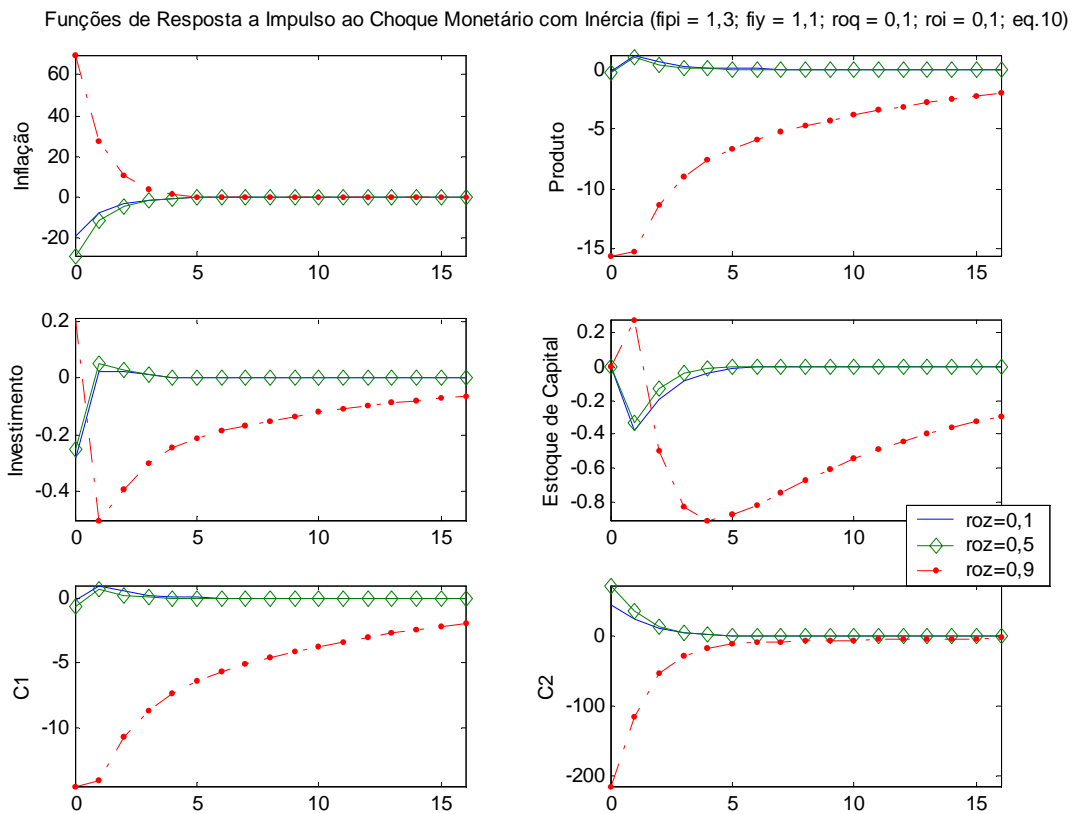 Funções de Resposta a Impulso ao Choque Monetário com Inércia (fipi = 1,3; fiy = 1,1; roq = 0,1; roi = 0,1; eq.10)
Inflação
60
40
20
0
-20
0 5 10 15
Produto
0
-5
-10
-15
0 5 10 15
Investimento
0.2
0
-0.2
-0.4
0 5 10 15
Estoque de Capital
0.2
0
-0.2
-0.4
-0.6
-0.8
0 5 10 15
roz=0,1
roz=0,5
roz=0,9
C1
0
-5
-10
0 5 10 15
C2
0
-100
-200
0 5 10 15